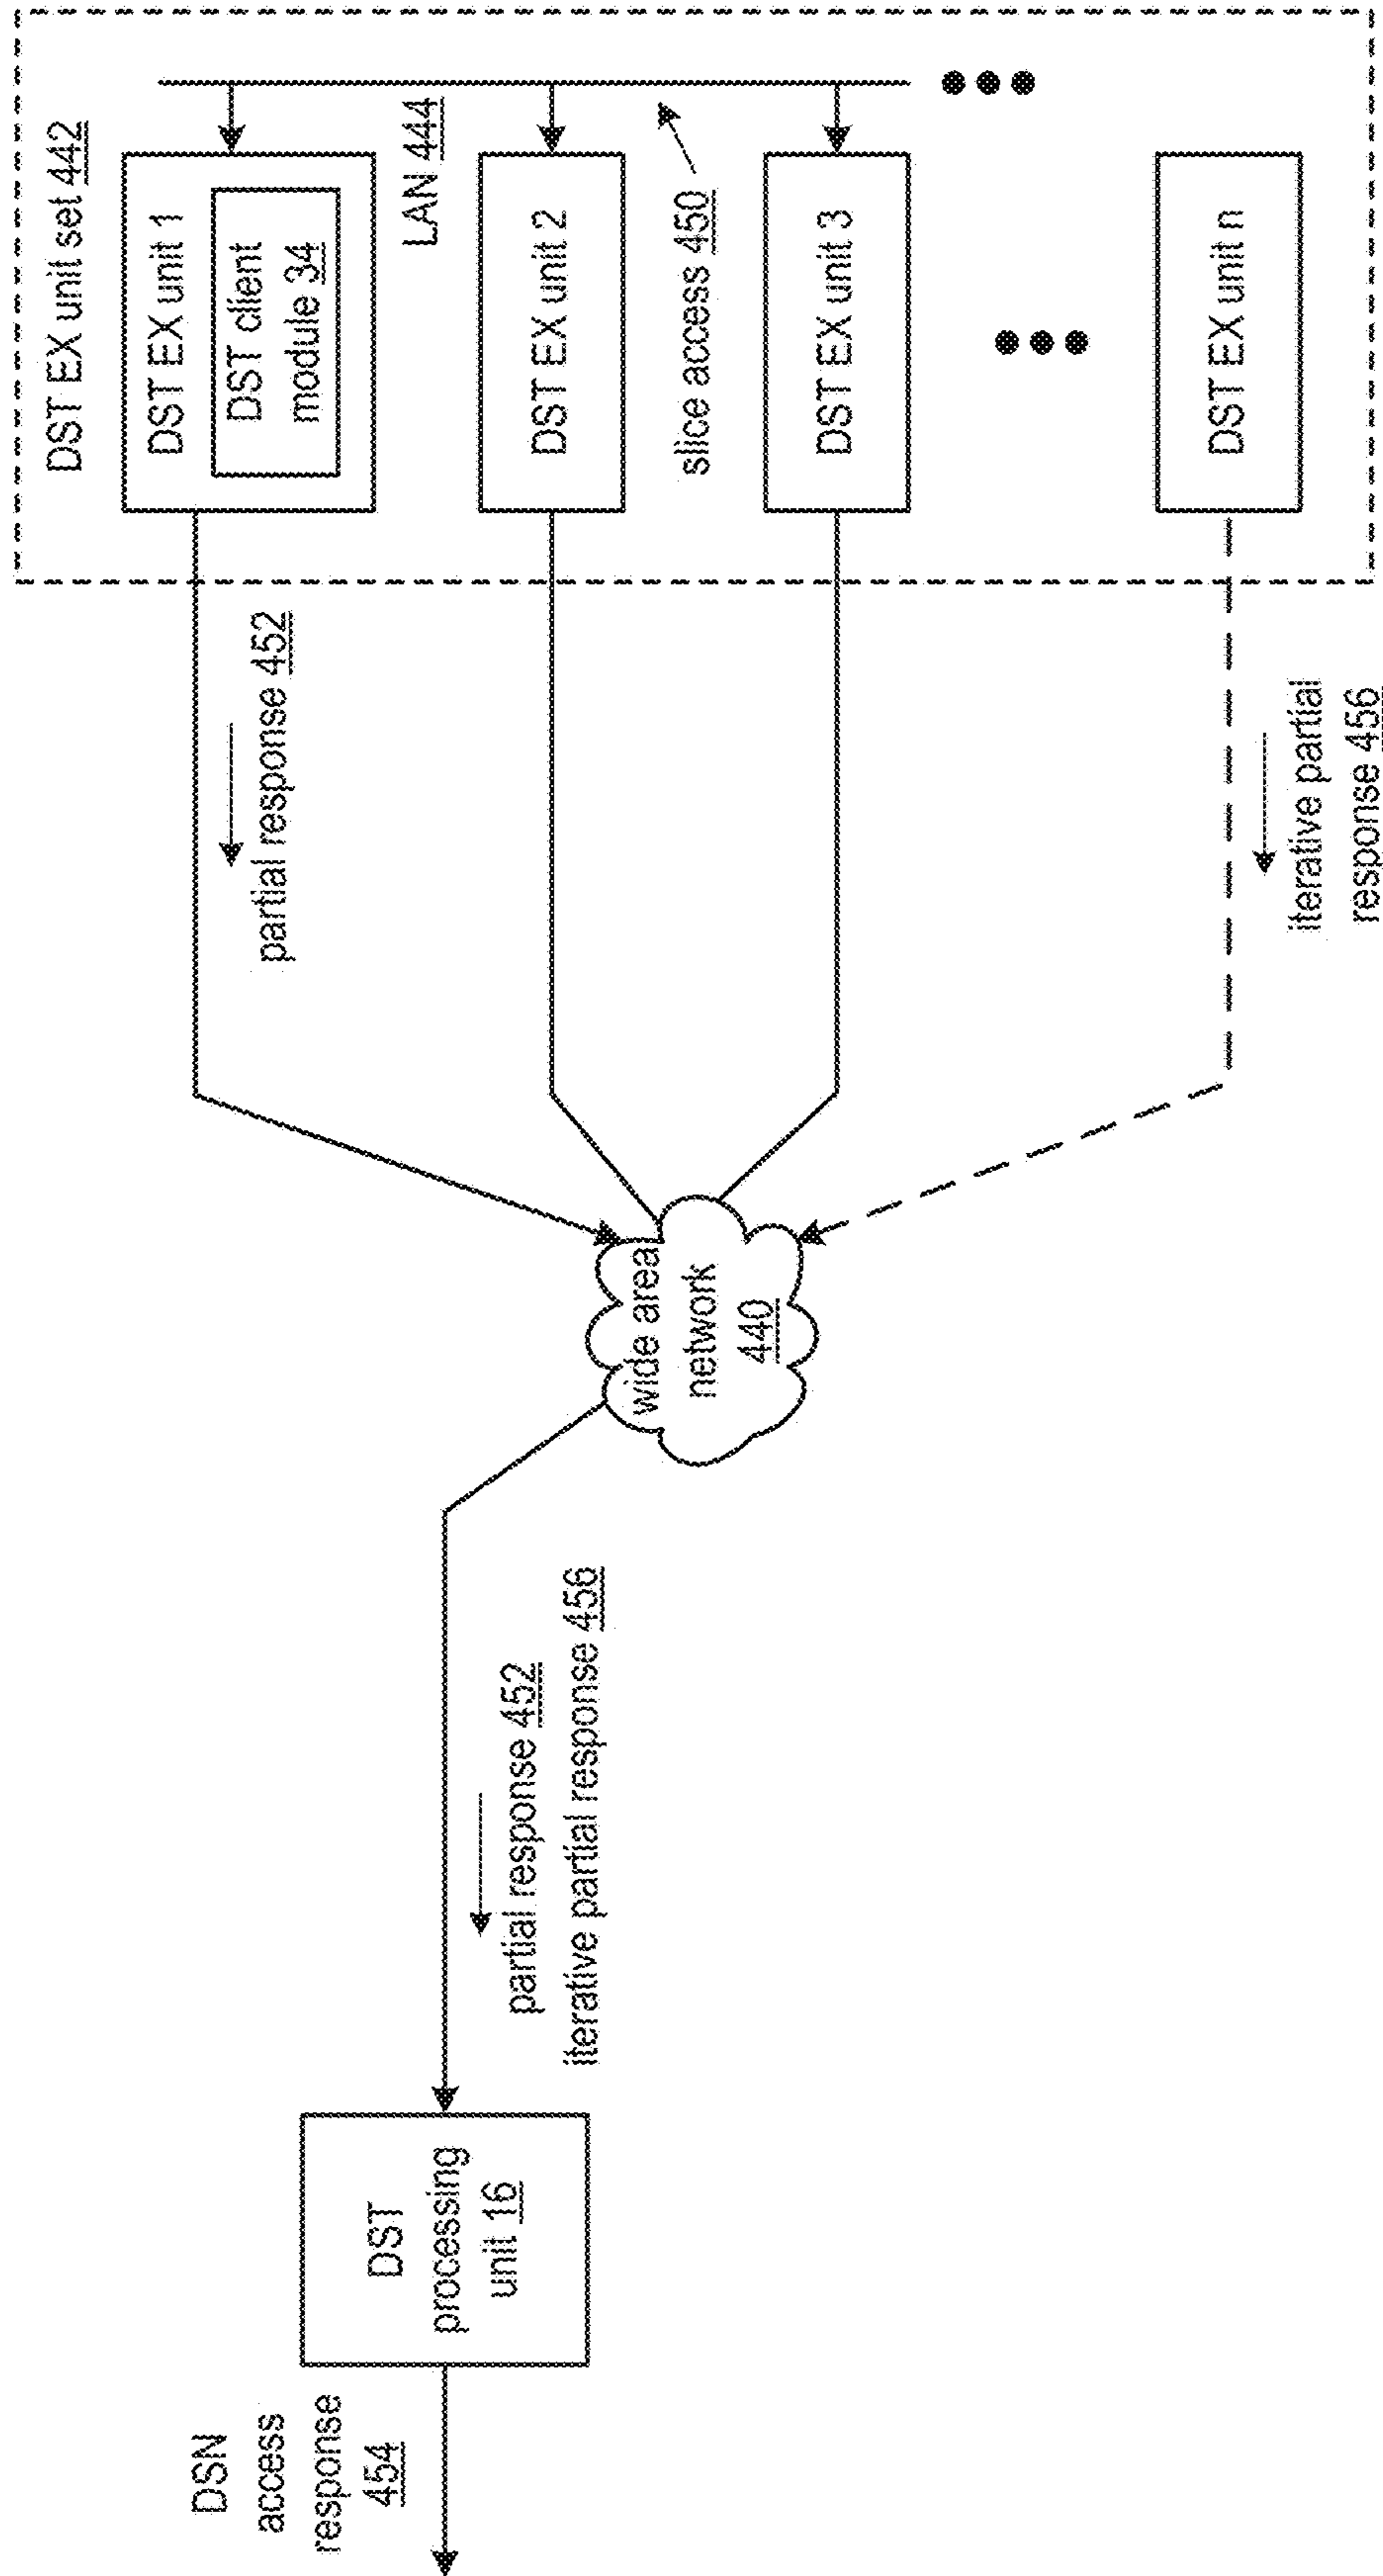 DSN
access
response
454
DST
processing
unit 16
partial response 452
iterative partial response 456
wide area
network
440
partial response 452
iterative partial
response 456
DST EX unit set 442
DST EX unit 1
DST client
module 34
LAN 444
DST EX unit 2
slice access 450
DST EX unit 3
DST EX unit n